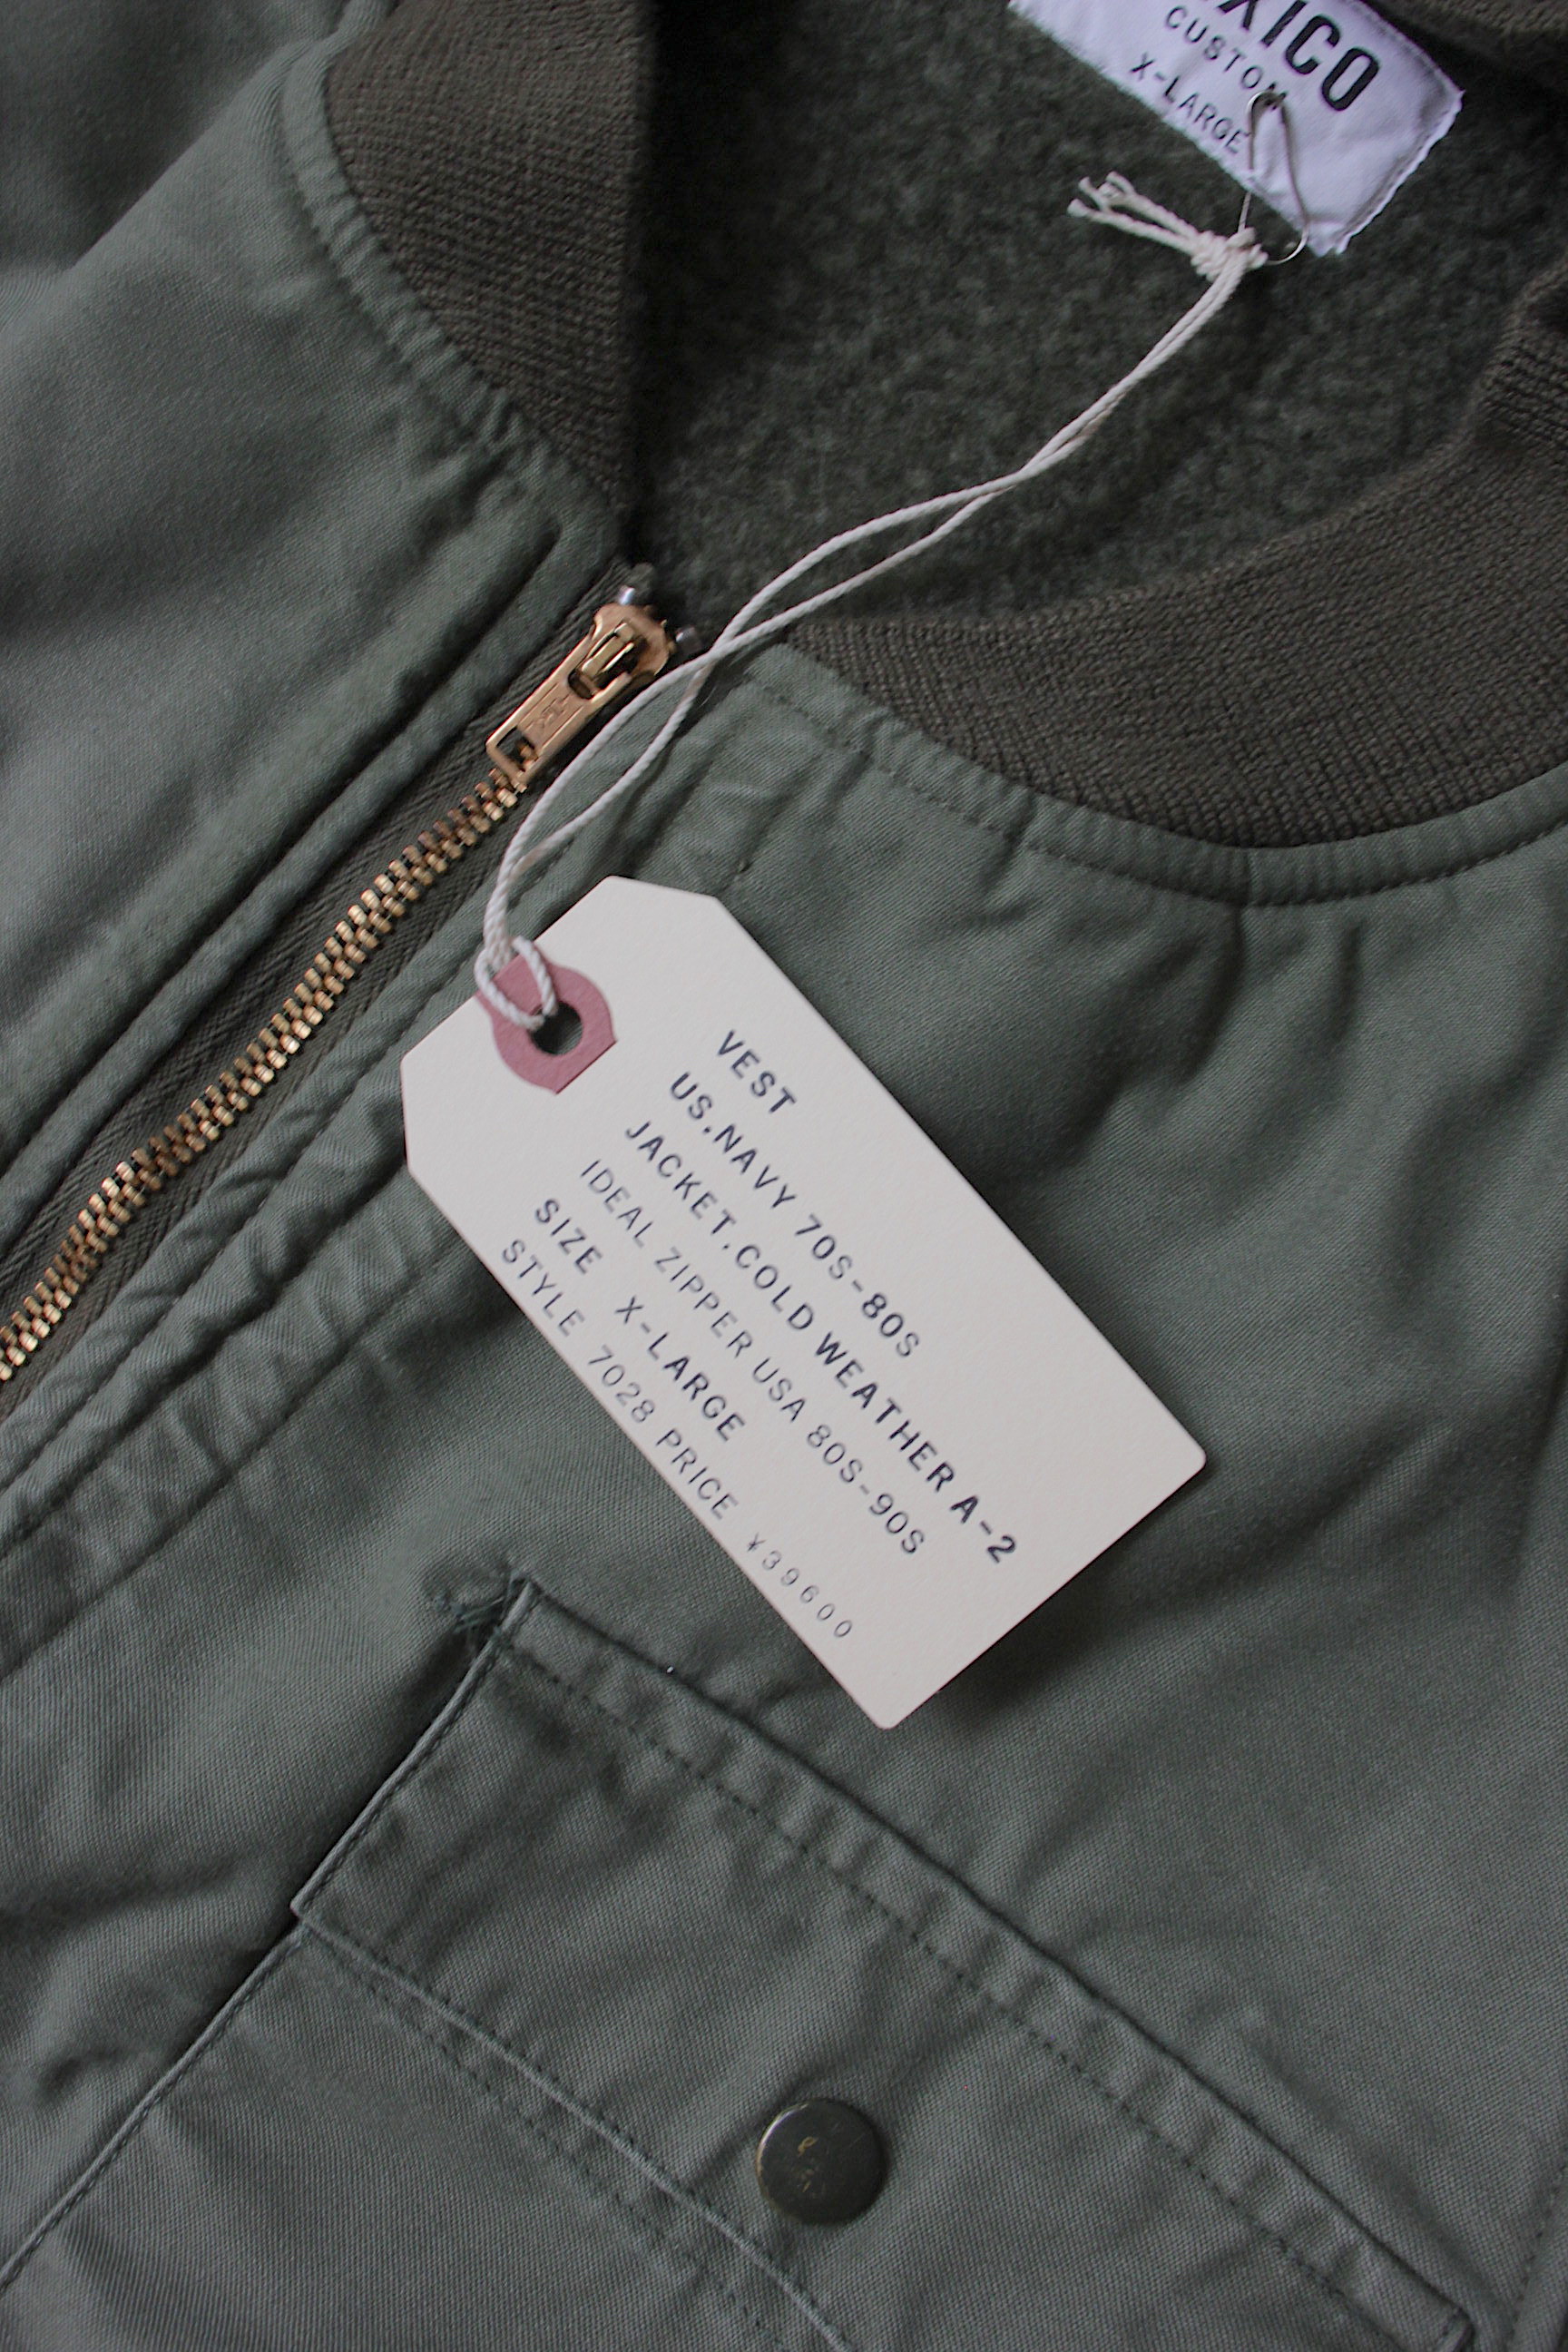 XICO
CUSTOM
X-LARGE
VEST
US.NAVY 70S-80S
JACKET,COLD WEATHER A-2
IDEAL ZIPPER USA 80S-90S
SIZE X-LARGE
STYLE 7028 PRICE ¥39600